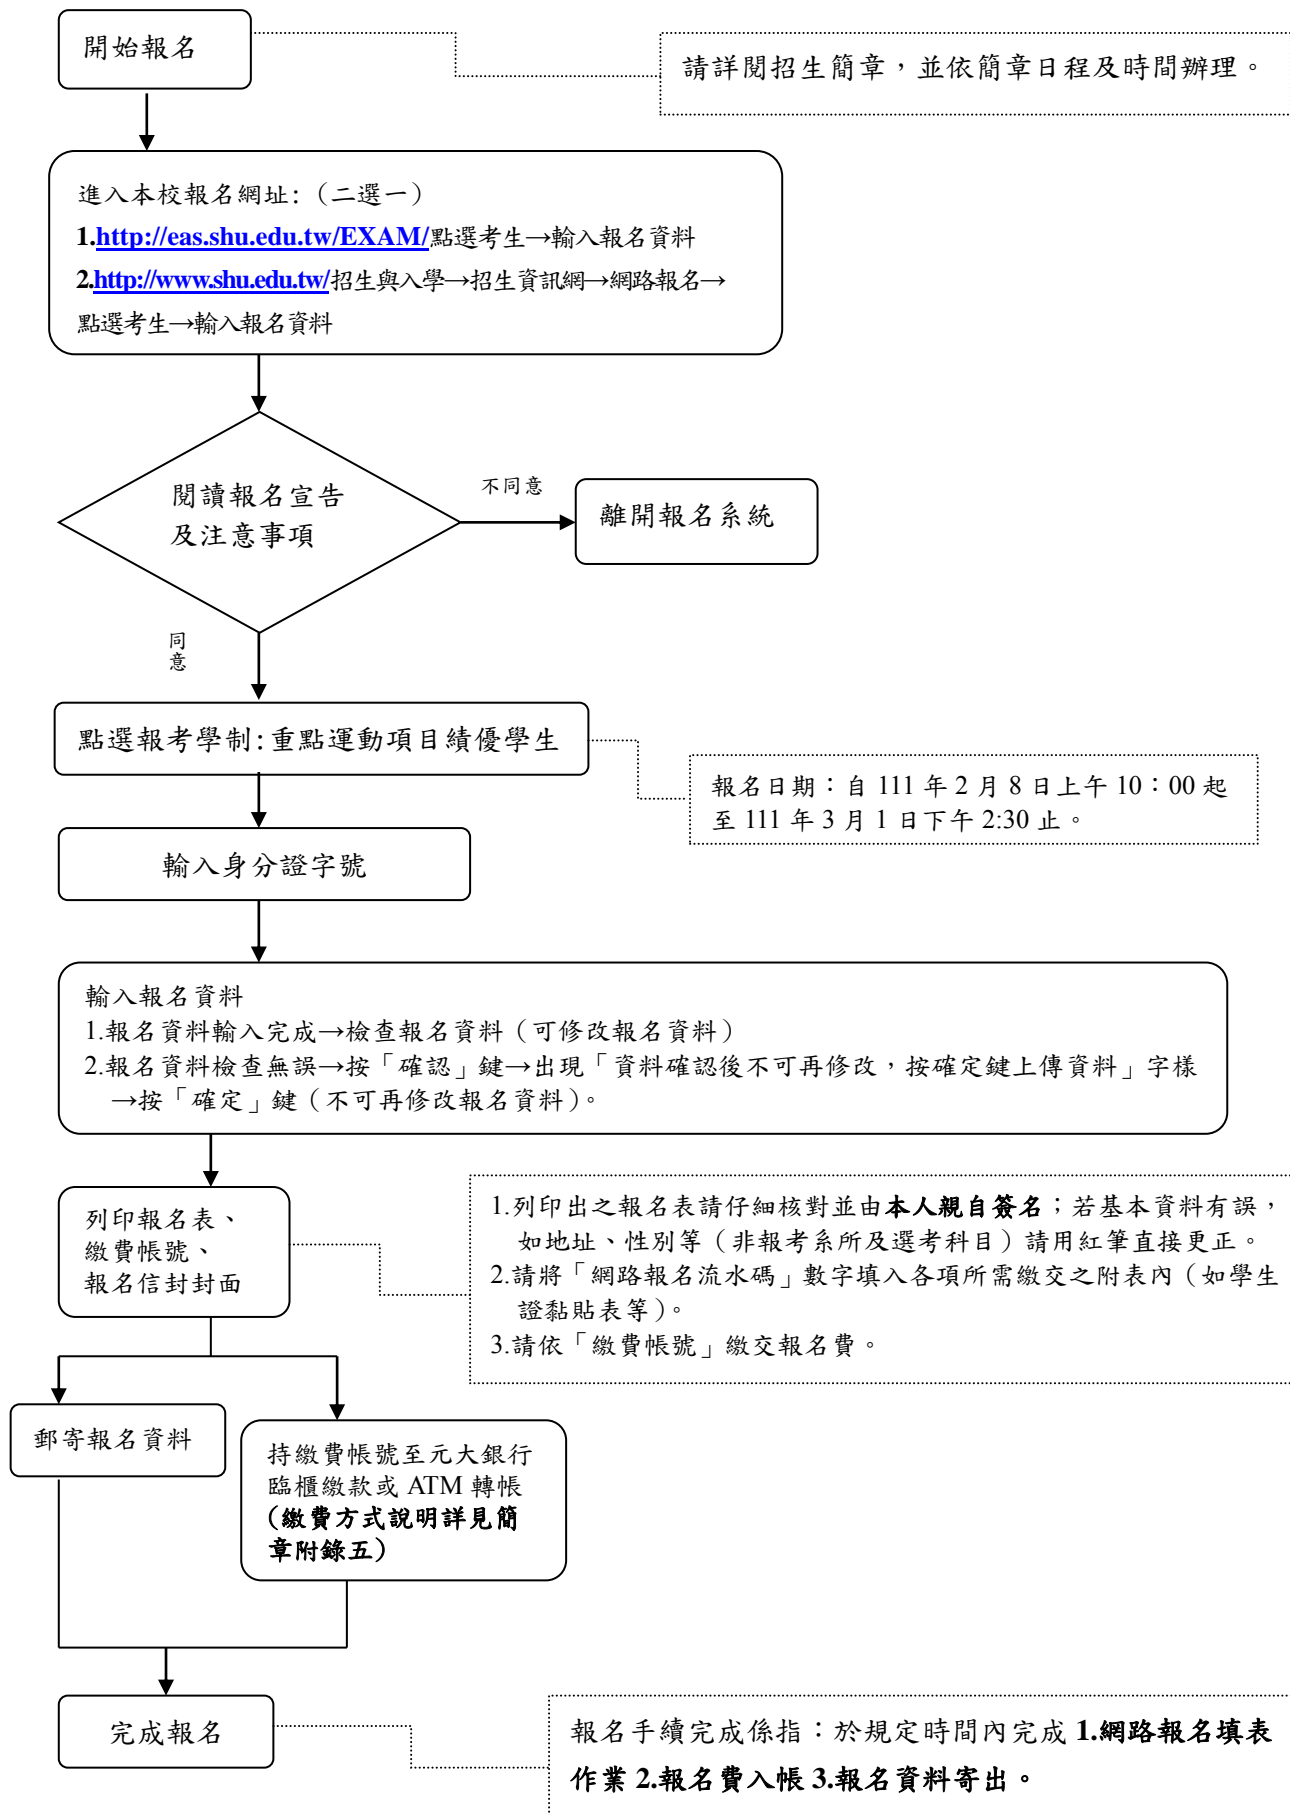 開始報名
請詳閱招生簡章，並依簡章日程及時間辦理。
進入本校報名網址:（二選一）
1.http://eas.shu.edu.tw/EXAM/點選考生→輸入報名資料
2.http://www.shu.edu.tw/招生與入學→招生資訊網→網路報名→
點選考生→輸入報名資料
閱讀報名宣告
及注意事項
不同意
離開報名系統
同
意
點選報考學制:重點運動項目績優學生
報名日期：自 111 年 2 月 8 日上午 10：00 起
至 111 年 3 月 1 日下午 2:30 止。
輸入身分證字號
輸入報名資料
1.報名資料輸入完成→檢查報名資料（可修改報名資料）
2.報名資料檢查無誤→按「確認」鍵→出現「資料確認後不可再修改，按確定鍵上傳資料」字樣
→按「確定」鍵（不可再修改報名資料）。
列印報名表、
繳費帳號、
報名信封封面
1.列印出之報名表請仔細核對並由本人親自簽名；若基本資料有誤，
如地址、性別等（非報考系所及選考科目）請用紅筆直接更正。
2.請將「網路報名流水碼」數字填入各項所需繳交之附表內（如學生
證黏貼表等）。
3.請依「繳費帳號」繳交報名費。
郵寄報名資料
持繳費帳號至元大銀行
臨櫃繳款或 ATM 轉帳
（繳費方式說明詳見簡
章附錄五）
完成報名
報名手續完成係指：於規定時間內完成 1.網路報名填表
作業 2.報名費入帳 3.報名資料寄出。